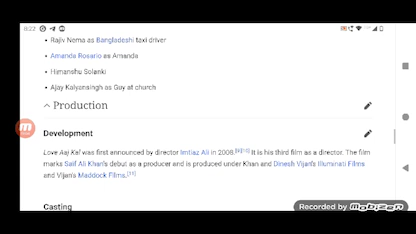 8:22
• Rajiv Nema as Bangladeshi taxi driver
• Amanda Rosario as Amanda
• Himanshu Solanki
• Ajay Kalyansingh as Guy at church
Production
Development
Love Aaj Kal was first announced by director Imtiaz Ali in 2008.[9][10] It is his third film as a director. The film
marks Saif Ali Khan's debut as a producer and is produced under Khan and Dinesh Vijan's Illuminati Films
and Vijan's Maddock Films.[11]
Casting
Recorded by Mobizen